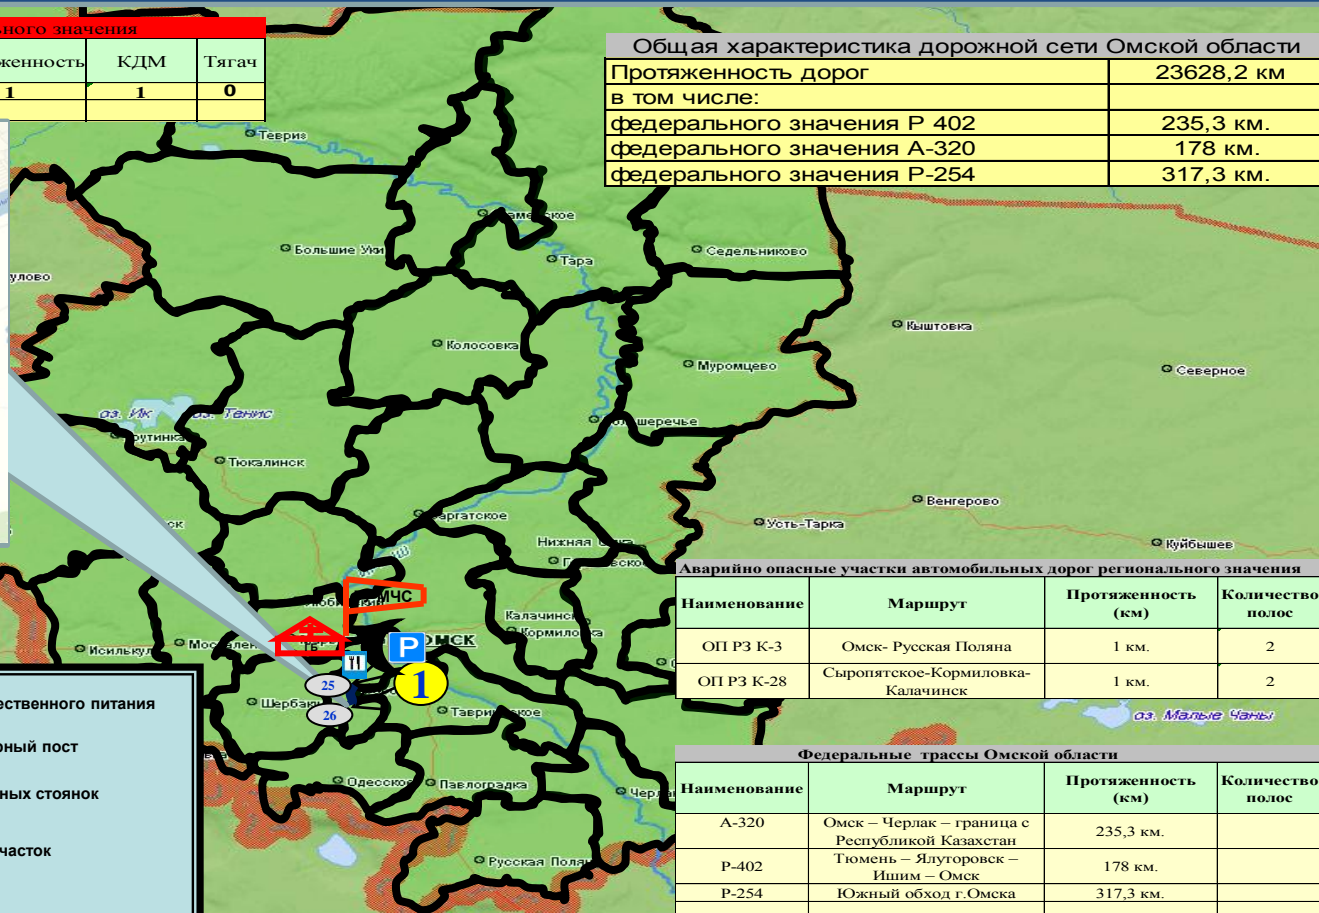 ного значения
женность КДМ Тягач
1 1 0
Общая характеристика дорожной сети Омской области
Протяженность дорог 23628,2 км
в том числе:
федерального значения Р 402 235,3 км.
федерального значения А-320 178 км.
федерального значения Р-254 317,3 км.
Тевриз
Большие Уки
Тара
Седельниково
улово
Кыштовка
Колосовка
Муромцево
Северное
оз. Ик оз. Тенис
Тюкалинск
Венгерово
Усть-Тарка
Куйбышев
Нижняя
МЧС
Калачинск
Кормиловка
ОМСК
P
Исилькул
1
25
26
Павлоградка
Одесское
Русская Поля
оз. Малые Чаны
Аварийно опасные участки автомобильных дорог регионального значения
Наименование Маршрут Протяженность (км) Количество полос
ОП РЗ К-3 Омск- Русская Поляна 1 км. 2
ОП РЗ К-28 Сыропятское-Кормиловка-Калачинск 1 км. 2
Федеральные трассы Омской области
Наименование Маршрут Протяженность (км) Количество полос
А-320 Омск – Черлак – граница с Республикой Казахстан 235,3 км.
Р-402 Тюмень – Ялуторовск – Ишим – Омск 178 км.
Р-254 Южный обход г.Омска 317,3 км.
ественного питания
рный пост
ных стоянок
часток